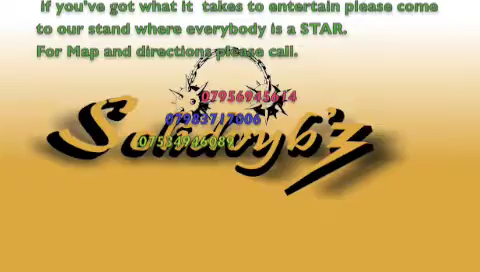 If you've got what it takes to entertain please come
to our stand where everybody is a STAR.
For Map and directions please call.
07956945614
07983717006
07534946089